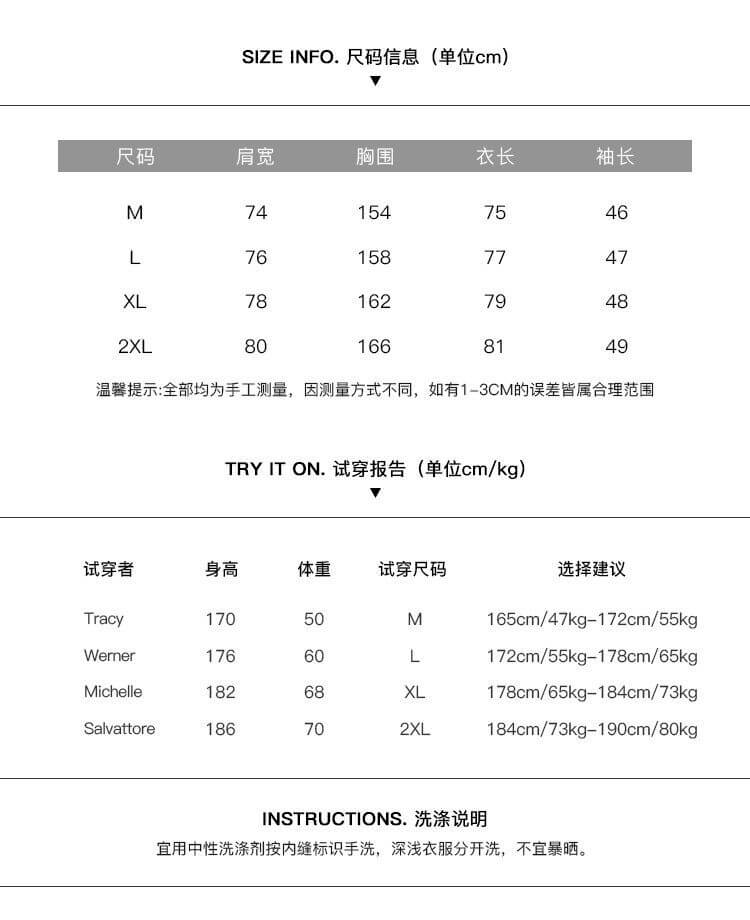 SIZE INFO. 尺码信息（单位cm）
尺码 肩宽 胸围 衣长 袖长
M 74 154 75 46
L 76 158 77 47
XL 78 162 79 48
2XL 80 166 81 49
温馨提示:全部均为手工测量，因测量方式不同，如有1-3CM的误差皆属合理范围
TRY IT ON. 试穿报告（单位cm/kg）
试穿者 身高 体重 试穿尺码 选择建议
Tracy 170 50 M 165cm/47kg-172cm/55kg
Werner 176 60 L 172cm/55kg-178cm/65kg
Michelle 182 68 XL 178cm/65kg-184cm/73kg
Salvattore 186 70 2XL 184cm/73kg-190cm/80kg
INSTRUCTIONS. 洗涤说明
宜用中性洗涤剂按内缝标识手洗，深浅衣服分开洗，不宜暴晒。